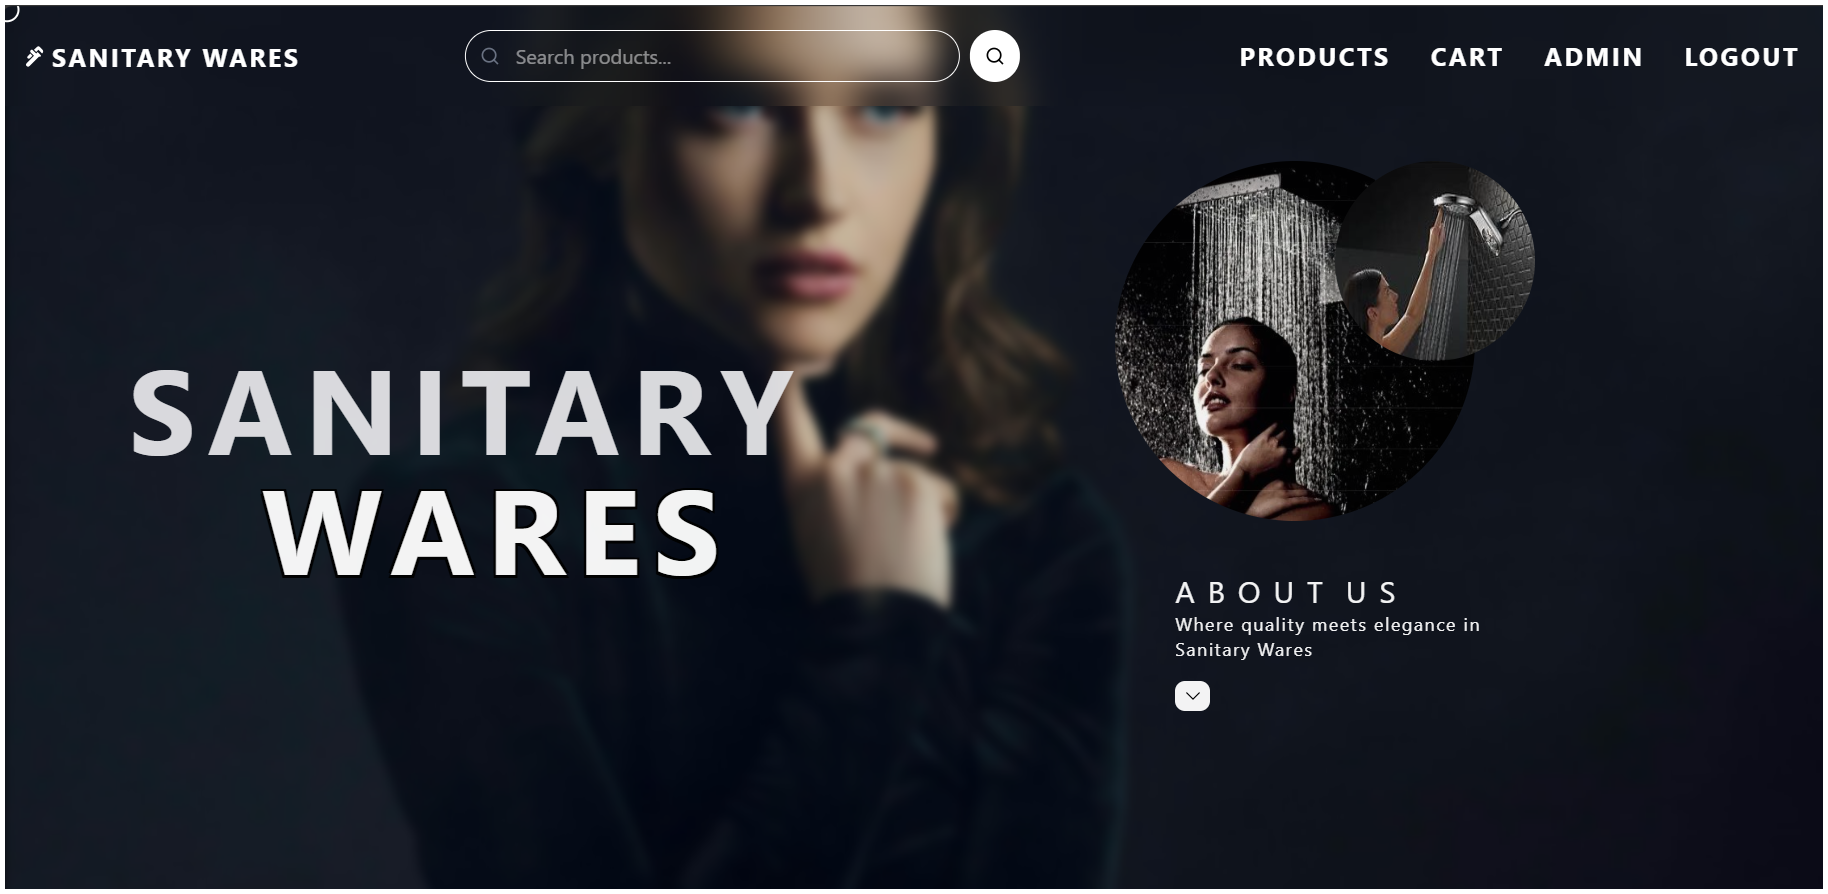 SANITARY WARES
Search products...
PRODUCTS
CART
ADMIN
LOGOUT
SANITARY
WARES
ABOUT US
Where quality meets elegance in
Sanitary Wares